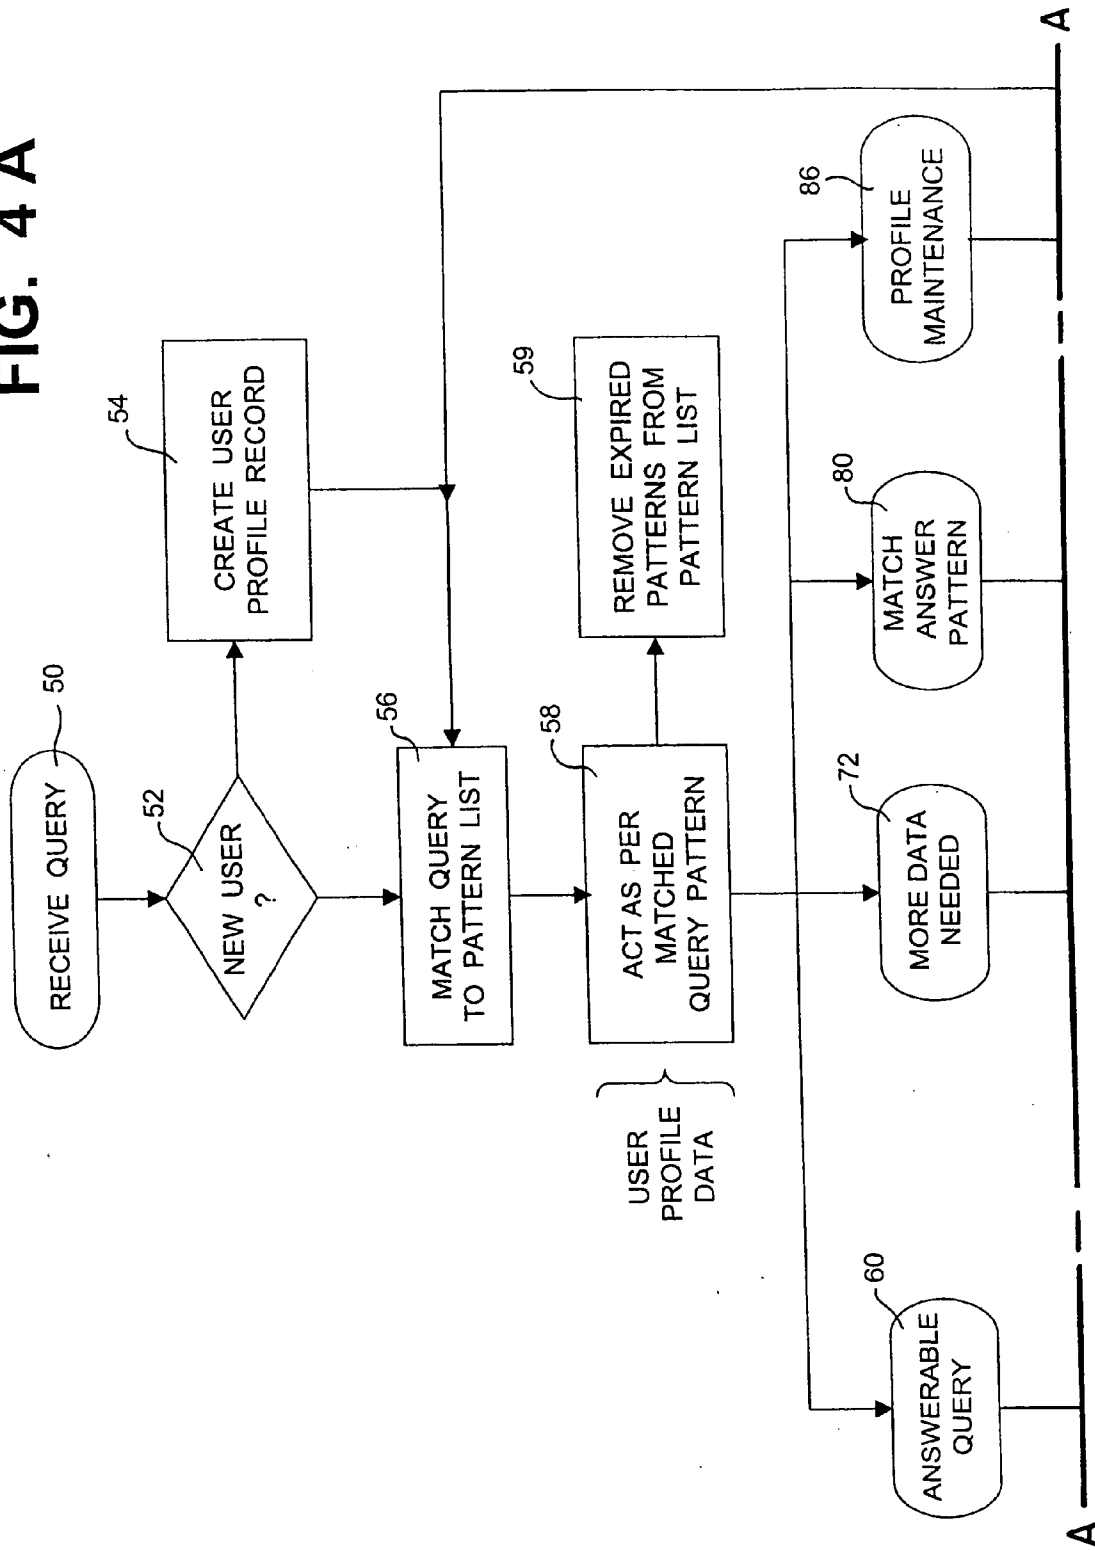 FIG. 4 A
RECEIVE QUERY
50
NEW USER
?
52
CREATE USER
PROFILE RECORD
54
MATCH QUERY
TO PATTERN LIST
56
ACT AS PER
MATCHED
QUERY PATTERN
58
REMOVE EXPIRED
PATTERNS FROM
PATTERN LIST
59
USER
PROFILE
DATA
ANSWERABLE
QUERY
60
MORE DATA
NEEDED
72
MATCH
ANSWER
PATTERN
80
PROFILE
MAINTENANCE
86
A
A